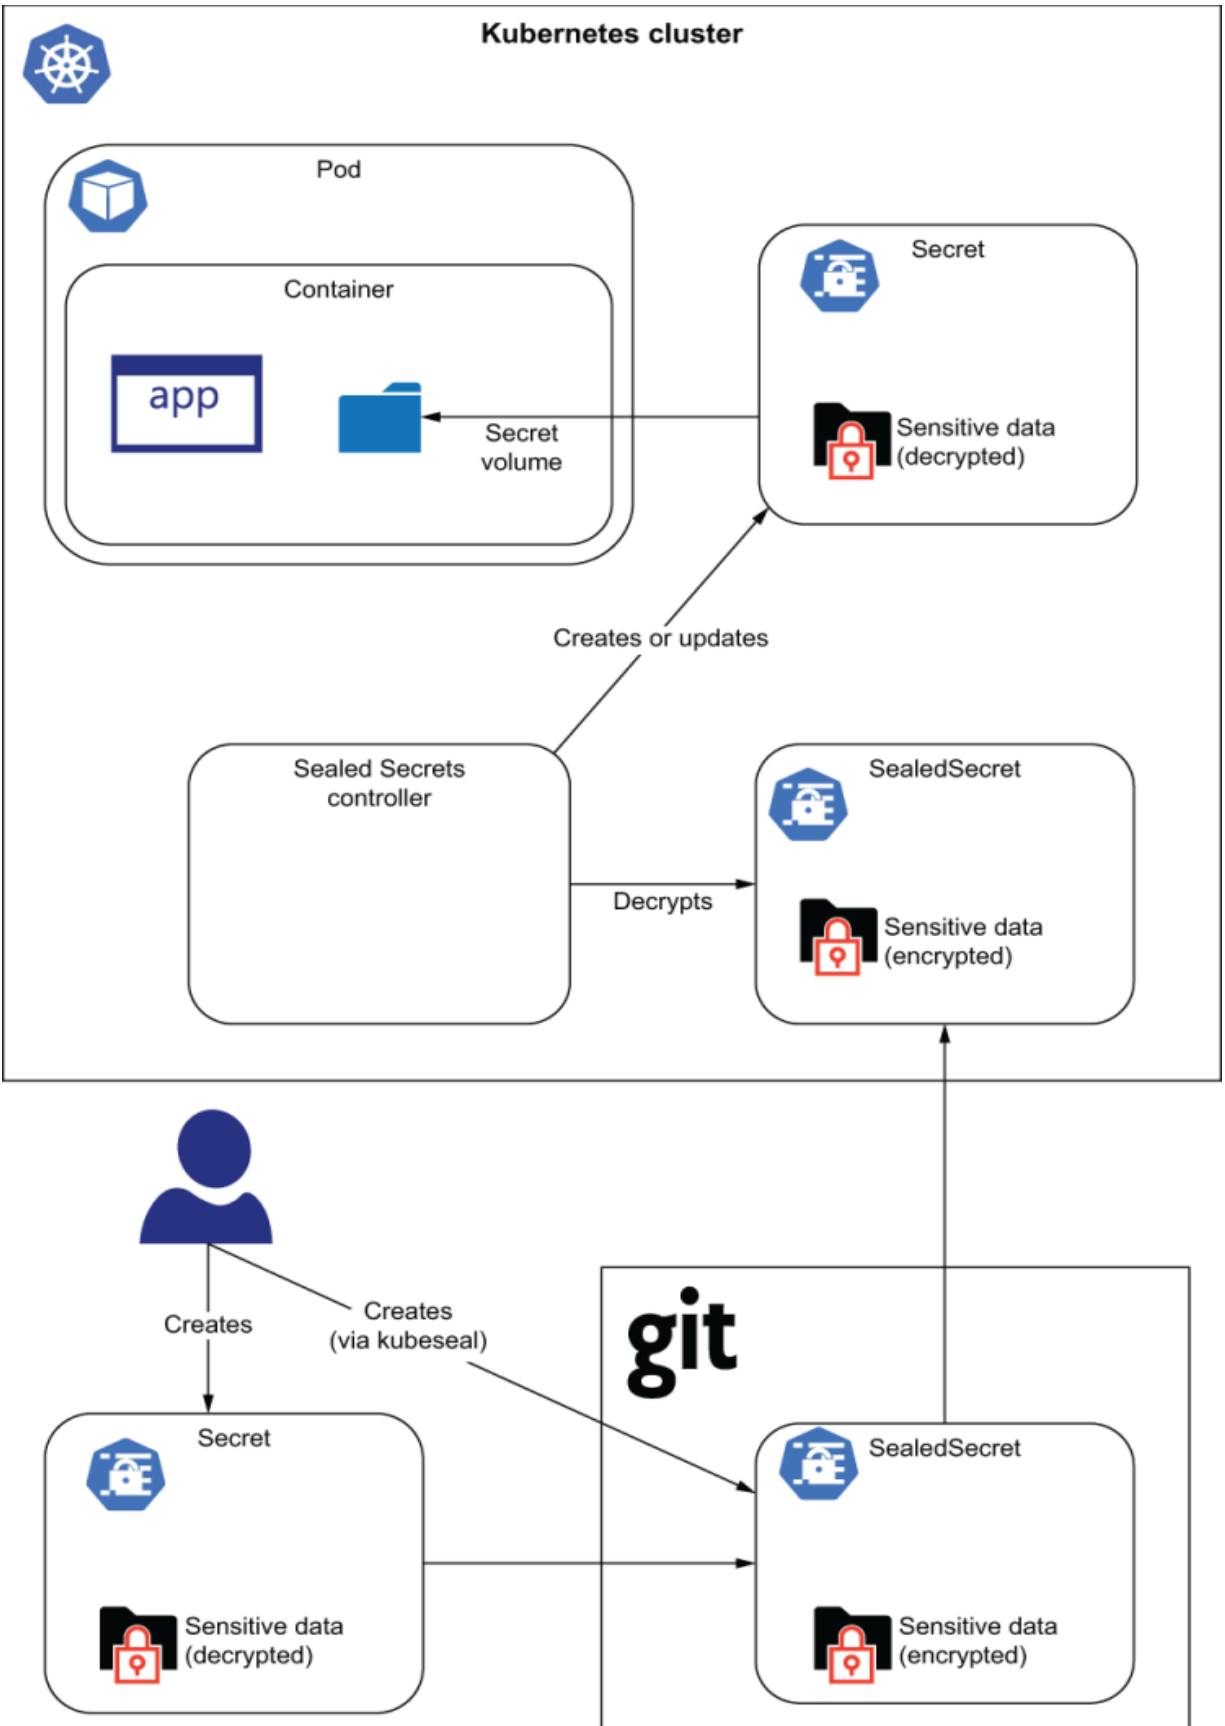 Kubernetes cluster
Pod
Container
app
Secret
volume
Secret
Sensitive data
(decrypted)
Creates or updates
Sealed Secrets
controller
Decrypts
SealedSecret
Sensitive data
(encrypted)
Creates
Creates
(via kubeseal)
git
Secret
Sensitive data
(decrypted)
SealedSecret
Sensitive data
(encrypted)